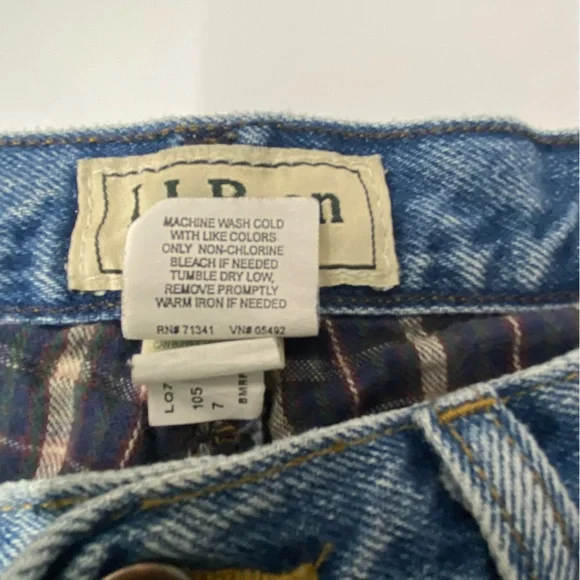 MACHINE WASH COLD
WITH LIKE COLORS
ONLY NON-CHLORINE
BLEACH IF NEEDED
TUMBLE DRY LOW,
REMOVE PROMPTLY
WARM IRON IF NEEDED
RN# 71341 VN# 05492
LO7
105
7